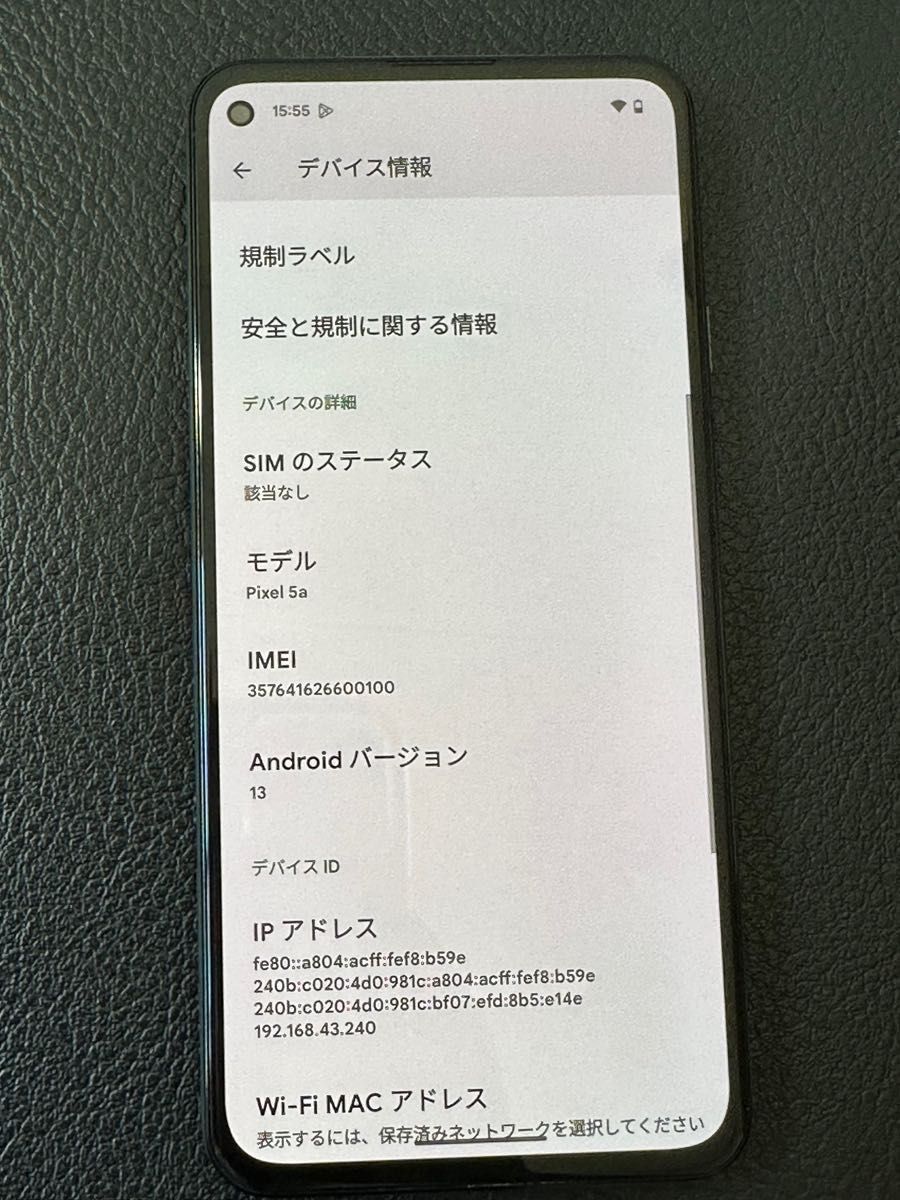 15:55
デバイス情報
規制ラベル
安全と規制に関する情報
デバイスの詳細
SIM のステータス
該当なし
モデル
Pixel 5a
IMEI
357641626600100
Android バージョン
13
デバイス ID
IP アドレス
fe80::a804:acff:fef8:b59e
240b:c020:4d0:981c:a804:acff:fef8:b59e
240b:c020:4d0:981c:bf07:efd:8b5:e14e
192.168.43.240
Wi-Fi MAC アドレス
表示するには、保存済みネットワークを選択してください